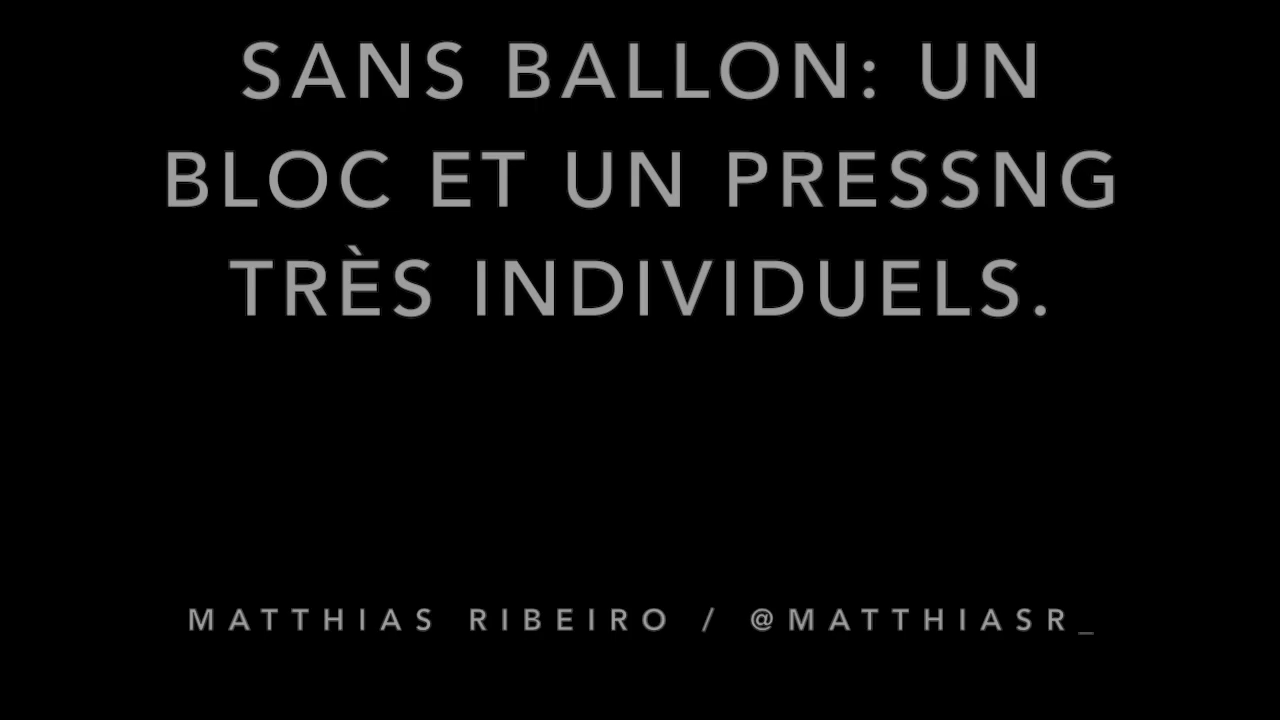 SANS BALLON: UN
BLOC ET UN PRESSNG
TRÈS INDIVIDUELS.
MATTHIAS RIBEIRO / @MATTHIASR_